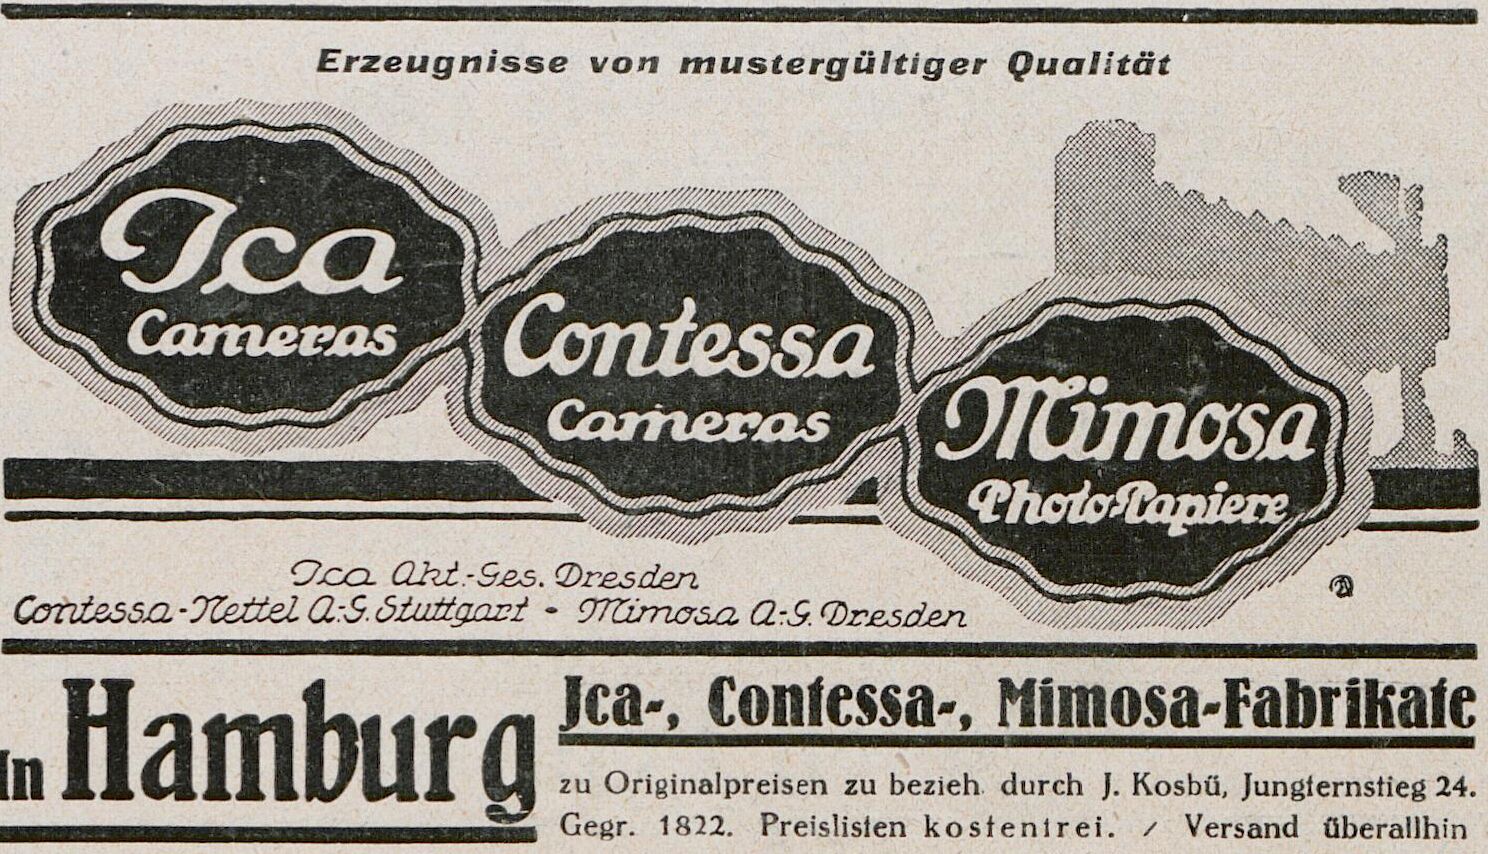 Erzeugnisse von mustergültiger Qualität
Ica
Cameras
Contessa
Cameras
Mimosa
Photo-Papiere
Ica Akt.-Ges. Dresden
Contessa-Nettel A.-G. Stuttgart - Mimosa A.-G. Dresden
In Hamburg
Jca-, Contessa-, Mimosa-Fabrikate
zu Originalpreisen zu bezieh. durch J. Kosbü, Jungfernstieg 24.
Gegr. 1822. Preislisten kostenfrei. / Versand überallhin